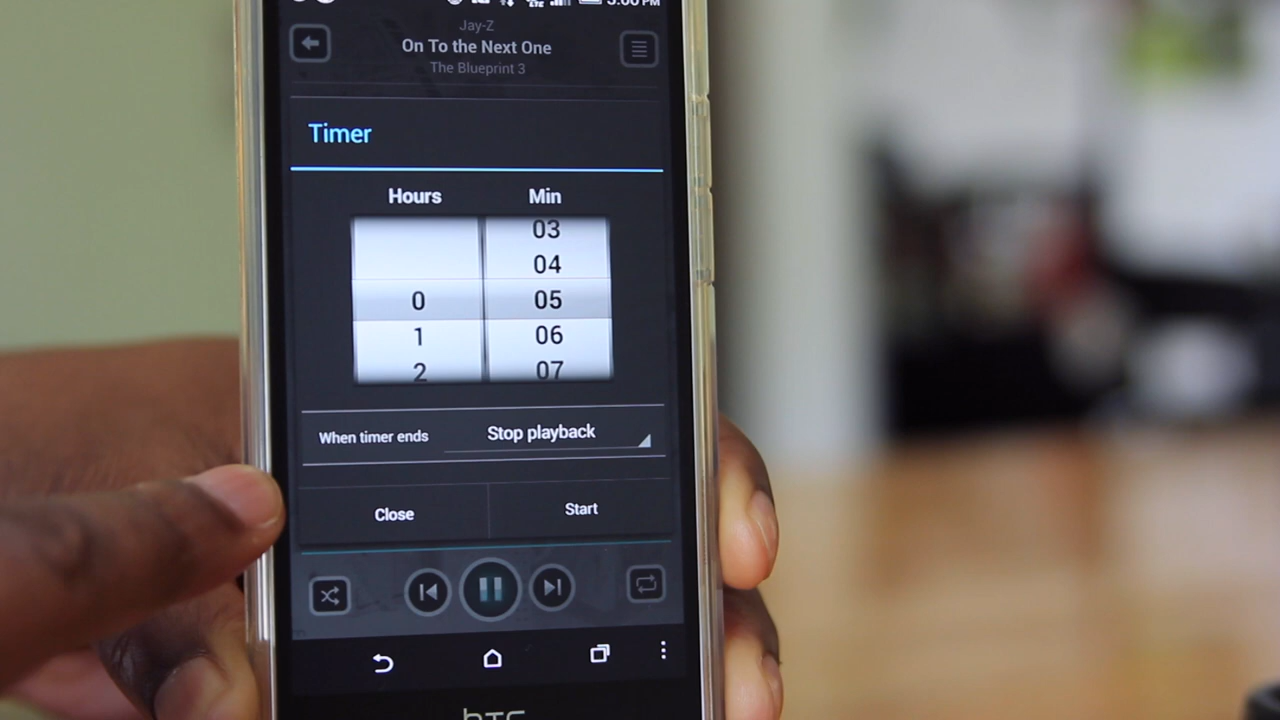 Jay-Z
On To the Next One
The Blueprint 3
Timer
Hours Min
03
04
0 05
1 06
2 07
When timer ends Stop playback
Close Start
hTC